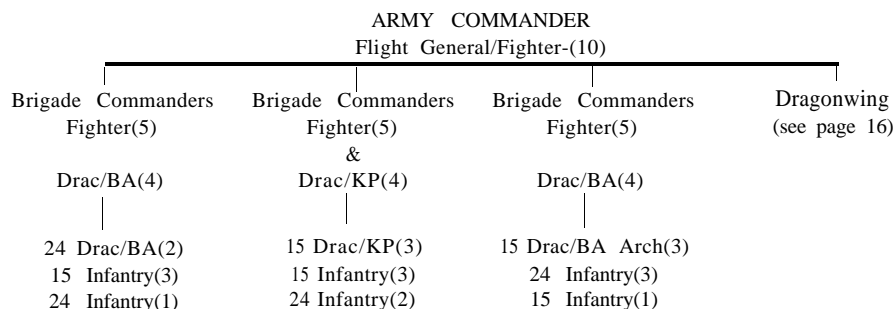 ARMY COMMANDER
Flight General/Fighter-(10)
Brigade Commanders
Fighter(5)
Drac/BA(4)
24 Drac/BA(2)
15 Infantry(3)
24 Infantry(1)
Brigade Commanders
Fighter(5)
&
Drac/KP(4)
15 Drac/KP(3)
15 Infantry(3)
24 Infantry(2)
Brigade Commanders
Fighter(5)
Drac/BA(4)
15 Drac/BA Arch(3)
24 Infantry(3)
15 Infantry(1)
Dragonwing
(see page 16)